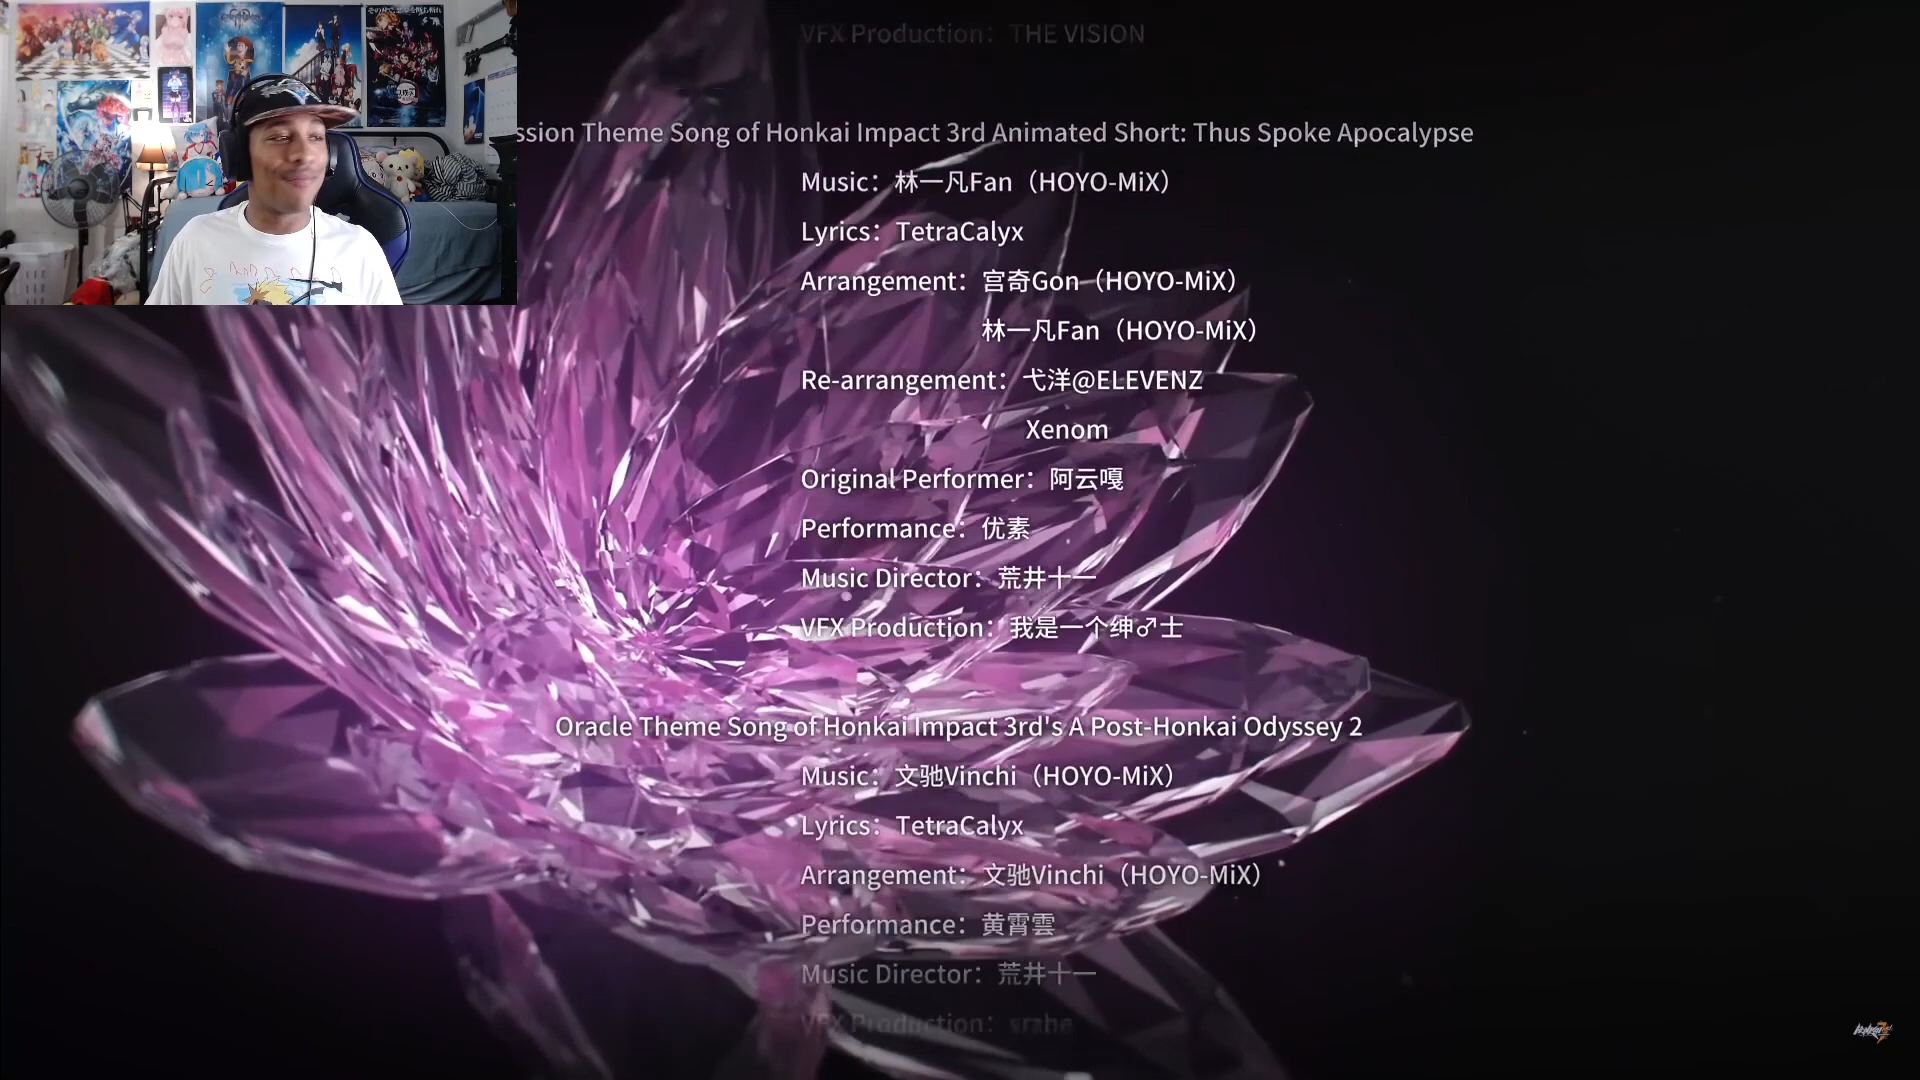 VFX Production： THE VISION
ssion Theme Song of Honkai Impact 3rd Animated Short: Thus Spoke Apocalypse
Music：林一凡Fan（HOYO-MiX）
Lyrics：TetraCalyx
Arrangement：宫奇Gon（HOYO-MiX）
林一凡Fan（HOYO-MiX）
Re-arrangement：弋洋@ELEVENZ
Xenom
Original Performer：阿云嘎
Performance：优素
Music Director：荒井十一
VFX Production：我是一个绅♂士
Oracle Theme Song of Honkai Impact 3rd's A Post-Honkai Odyssey 2
Music：文驰Vinchi（HOYO-MiX）
Lyrics：TetraCalyx
Arrangement：文驰Vinchi（HOYO-MiX）
Performance：黄霄雲
Music Director：荒井十一
VFX Production：